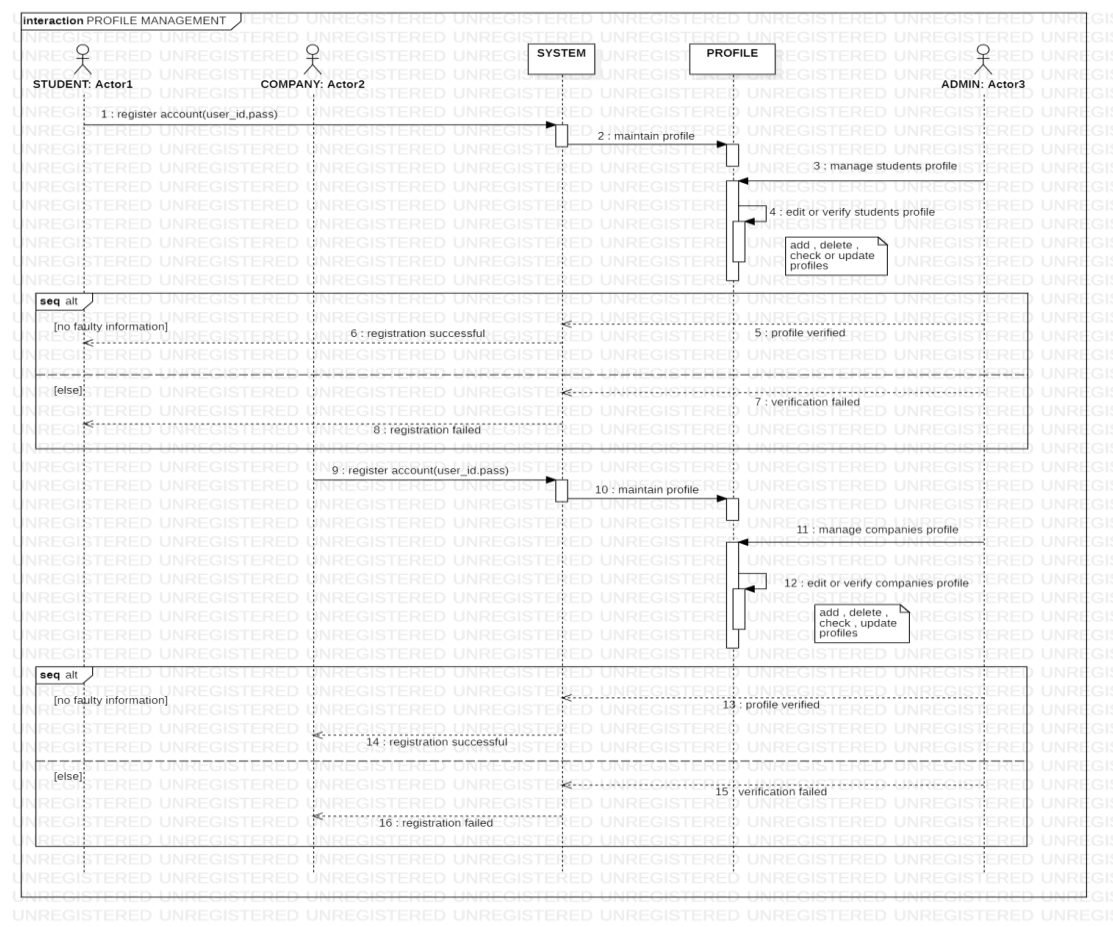 interaction PROFILE MANAGEMENT
STUDENT: Actor1
COMPANY: Actor2
SYSTEM
PROFILE
ADMIN: Actor3
1 : register account(user_id,pass)
2 : maintain profile
3 : manage students profile
4 : edit or verify students profile
add , delete ,
check or update
profiles
seq alt
[no faulty information]
5 : profile verified
6 : registration successful
[else]
7 : verification failed
8 : registration failed
9 : register account(user_id.pass)
10 : maintain profile
11 : manage companies profile
12 : edit or verify companies profile
add , delete ,
check , update
profiles
seq alt
[no faulty information]
13 : profile verified
14 : registration successful
[else]
15 : verification failed
16 : registration failed
UNREGISTERED